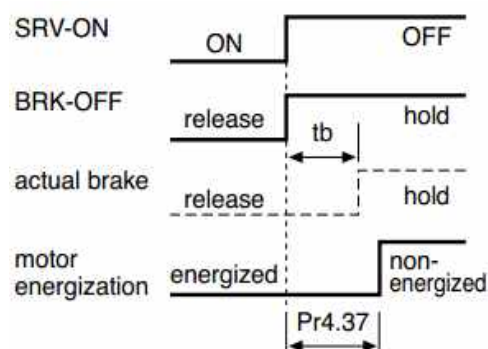 SRV-ON
ON
OFF
BRK-OFF
release
tb
hold
actual brake
release
hold
motor
energization
energized
non-
energized
Pr4.37